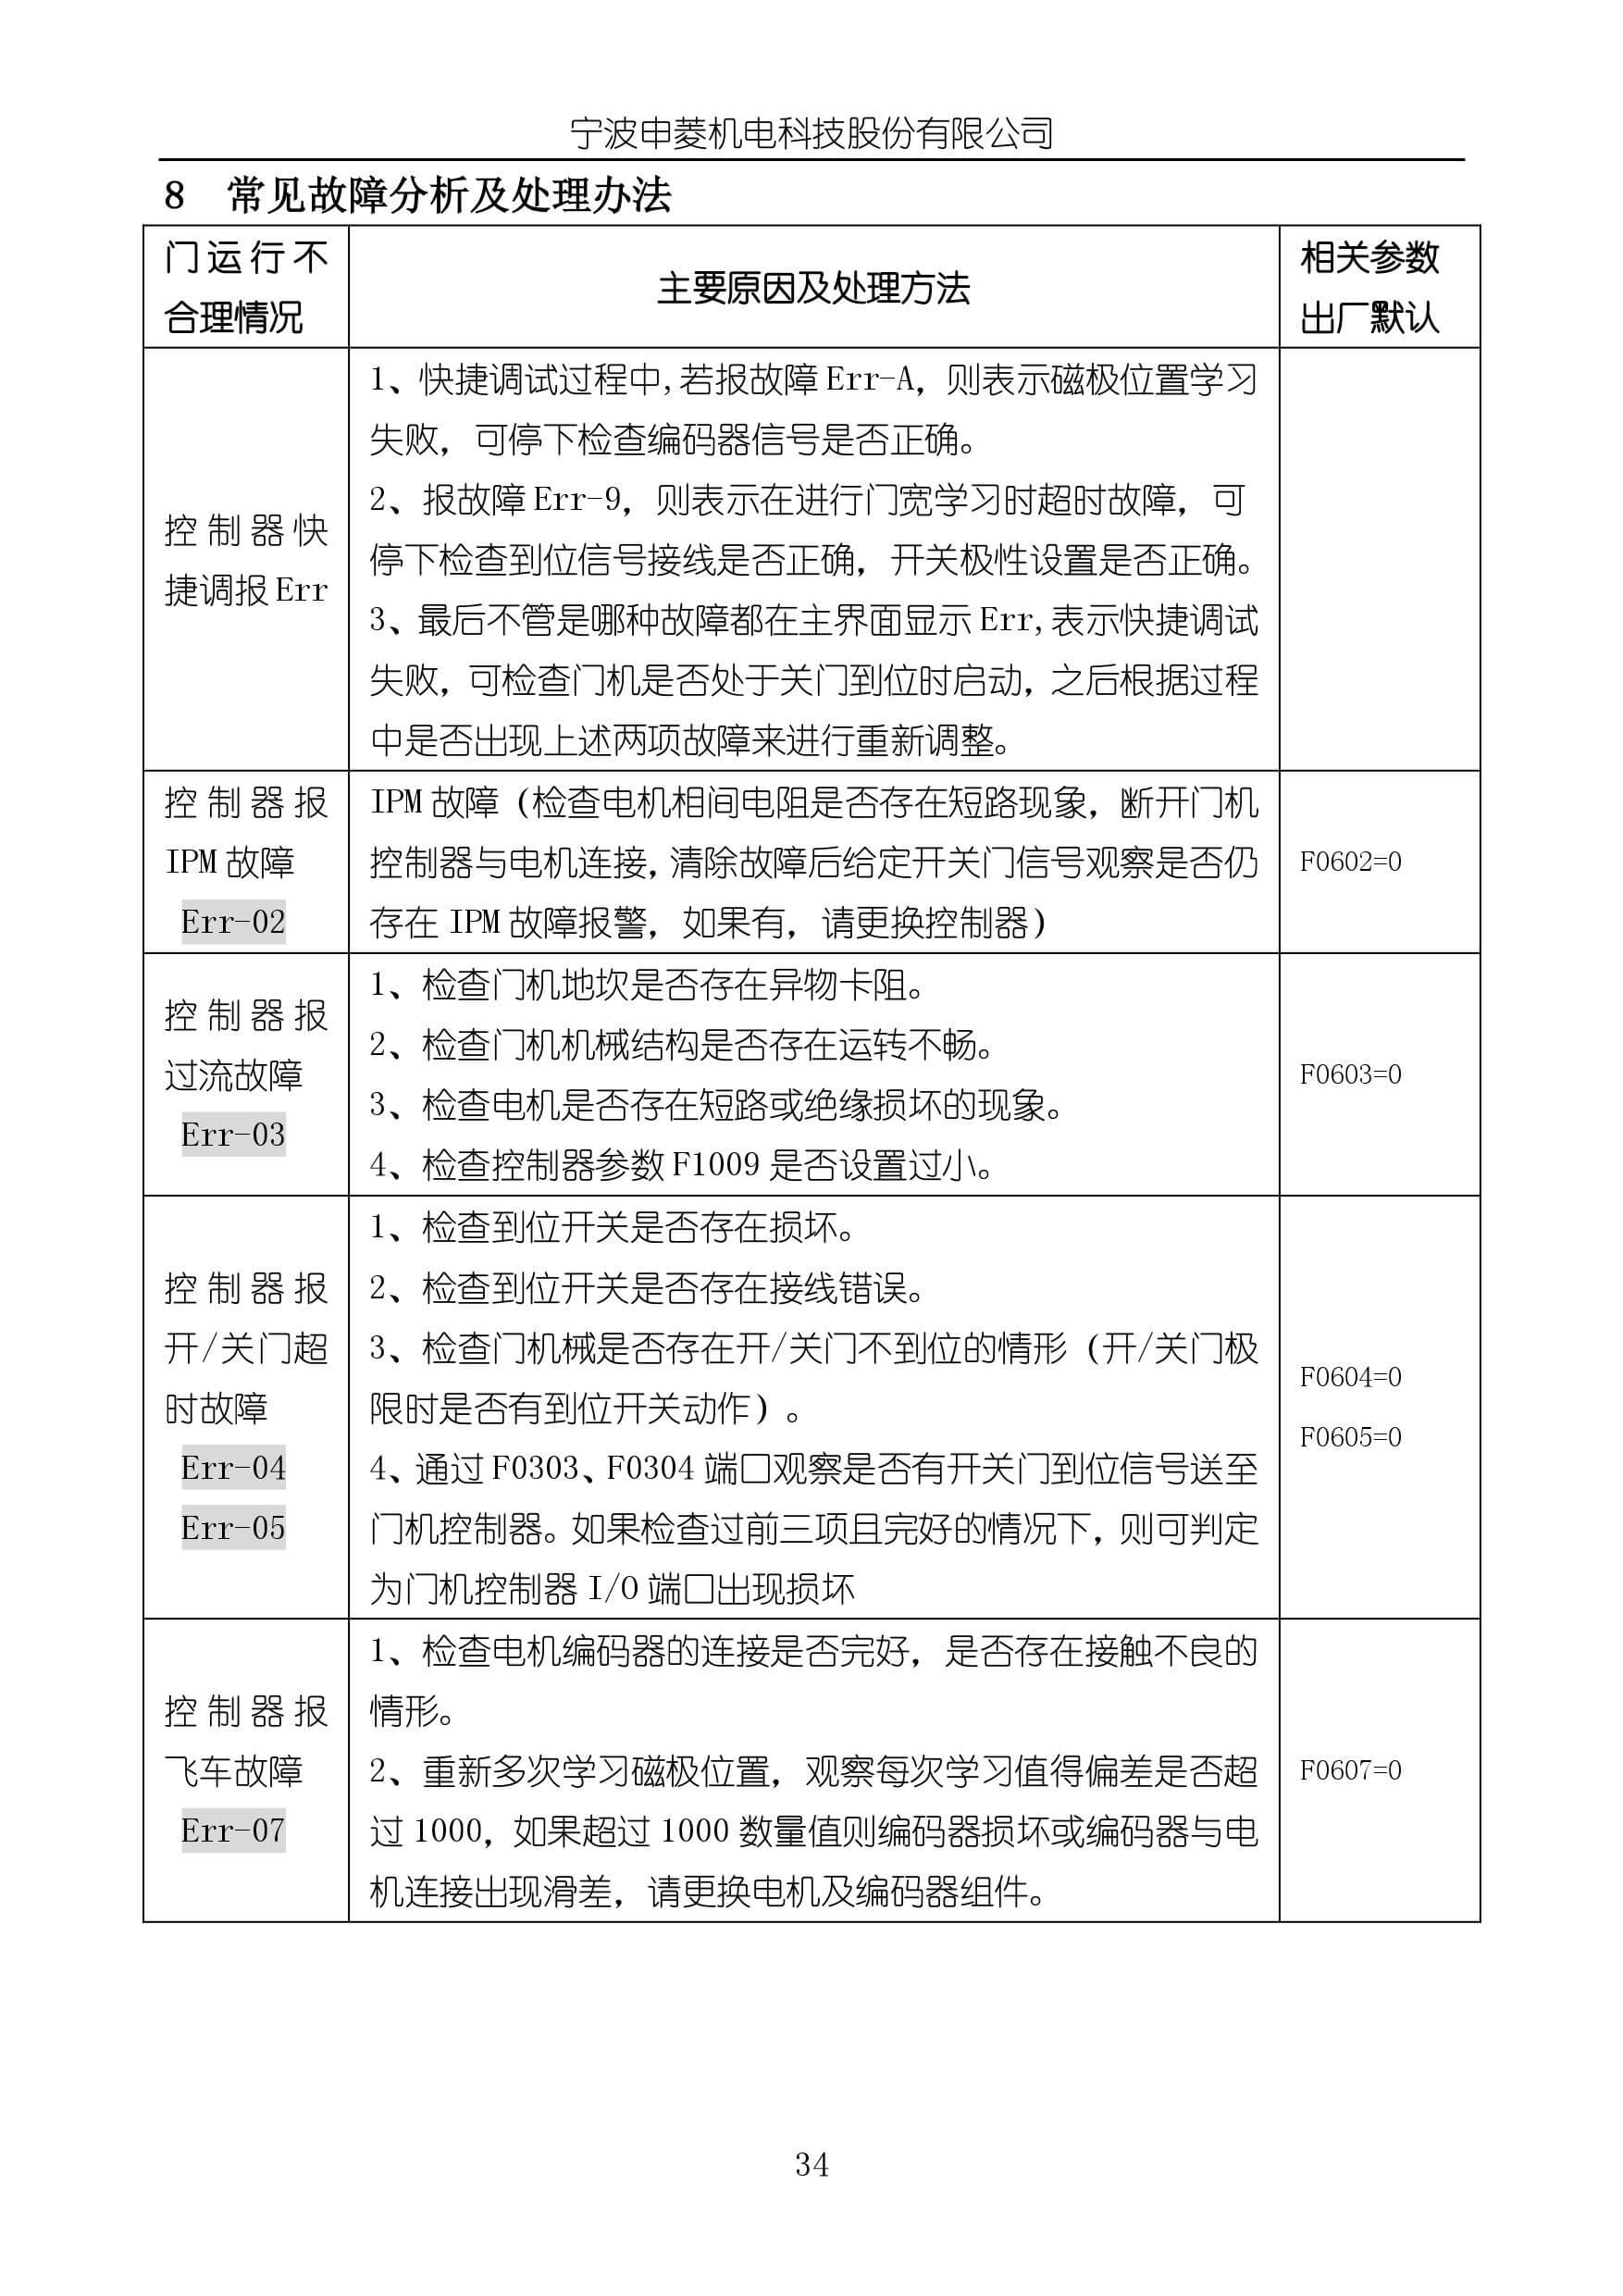 宁波申菱机电科技股份有限公司
8 常见故障分析及处理办法
门运行不
合理情况
主要原因及处理方法
相关参数
出厂默认
控制器快
捷调报 Err
1、快捷调试过程中,若报故障 Err-A，则表示磁极位置学习
失败，可停下检查编码器信号是否正确。
2、报故障 Err-9，则表示在进行门宽学习时超时故障，可
停下检查到位信号接线是否正确，开关极性设置是否正确。
3、最后不管是哪种故障都在主界面显示 Err,表示快捷调试
失败，可检查门机是否处于关门到位时启动，之后根据过程
中是否出现上述两项故障来进行重新调整。
控制器报
IPM 故障
Err-02
IPM 故障（检查电机相间电阻是否存在短路现象，断开门机
控制器与电机连接，清除故障后给定开关门信号观察是否仍
存在 IPM 故障报警，如果有，请更换控制器）
F0602=0
控制器报
过流故障
Err-03
1、检查门机地坎是否存在异物卡阻。
2、检查门机机械结构是否存在运转不畅。
3、检查电机是否存在短路或绝缘损坏的现象。
4、检查控制器参数 F1009 是否设置过小。
F0603=0
控制器报
开/关门超
时故障
Err-04
Err-05
1、检查到位开关是否存在损坏。
2、检查到位开关是否存在接线错误。
3、检查门机械是否存在开/关门不到位的情形（开/关门极
限时是否有到位开关动作）。
4、通过 F0303、F0304 端口观察是否有开关门到位信号送至
门机控制器。如果检查过前三项且完好的情况下，则可判定
为门机控制器 I/O 端口出现损坏
F0604=0
F0605=0
控制器报
飞车故障
Err-07
1、检查电机编码器的连接是否完好，是否存在接触不良的
情形。
2、重新多次学习磁极位置，观察每次学习值得偏差是否超
过 1000，如果超过 1000 数量值则编码器损坏或编码器与电
机连接出现滑差，请更换电机及编码器组件。
F0607=0
34